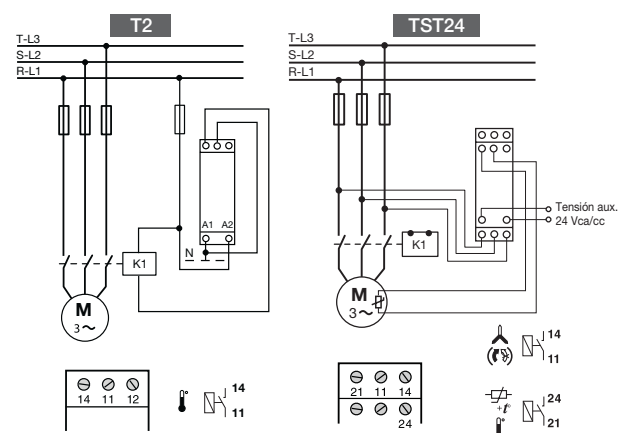 T2
T-L3
S-L2
R-L1
A1 A2
N
K1
M
3~
14 11 12
14
11
TST24
T-L3
S-L2
R-L1
Tensión aux.
24 Vca/cc
K1
M
3~
21 11 14
24
14
11
+t°
24
21